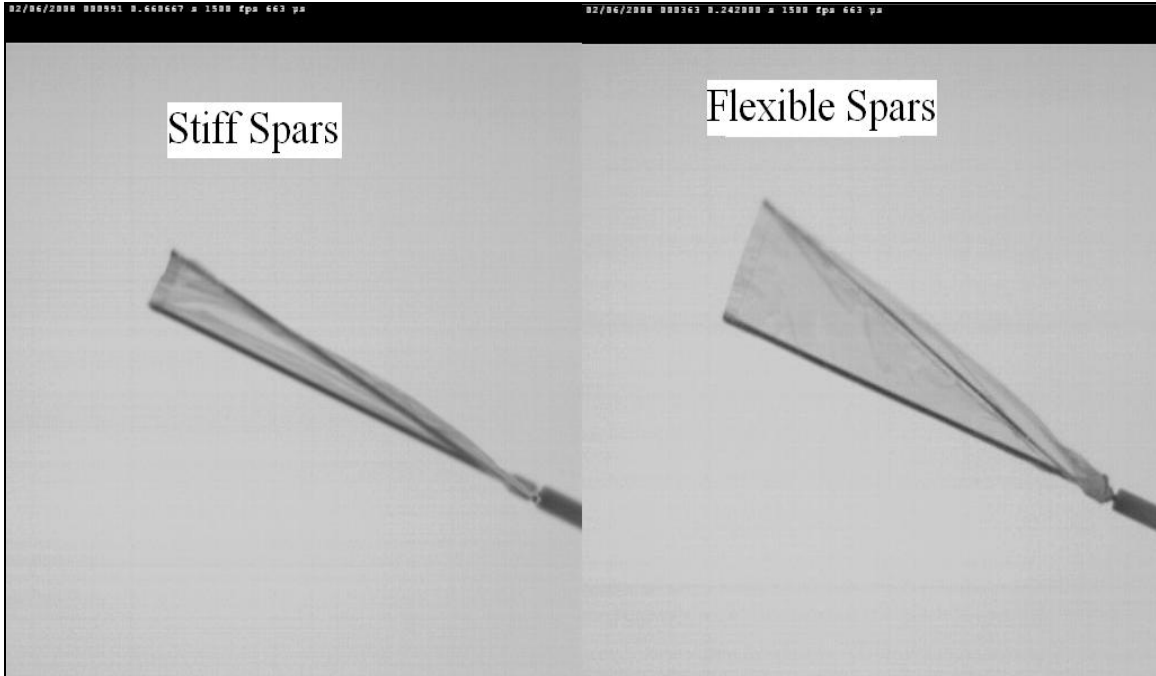 02/06/2008 000991 0.660667 s 1500 fps 663 µs
Stiff Spars
02/06/2008 000363 0.242000 s 1500 fps 663 µs
Flexible Spars